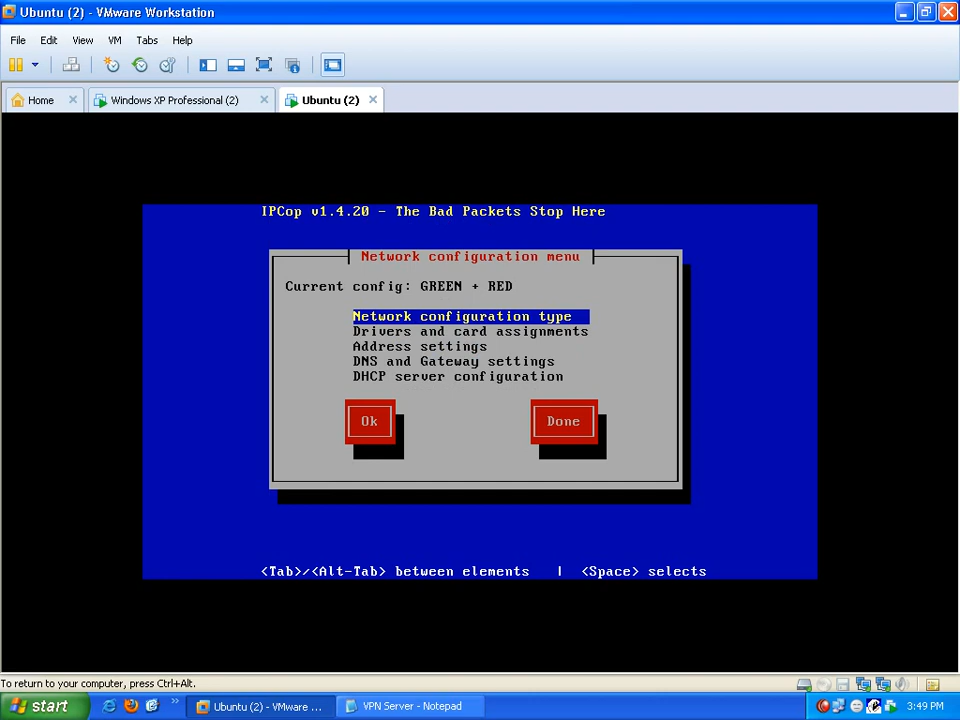 Ubuntu (2) - VMware Workstation
File Edit View VM Tabs Help
Home Windows XP Professional (2) Ubuntu (2)
IPCop v1.4.20 - The Bad Packets Stop Here
Network configuration menu
Current config: GREEN + RED
Network configuration type
Drivers and card assignments
Address settings
DNS and Gateway settings
DHCP server configuration
Ok Done
<Tab>/<Alt-Tab> between elements | <Space> selects
To return to your computer, press Ctrl+Alt.
start Ubuntu (2) - VMware ... VPN Server - Notepad 3:49 PM